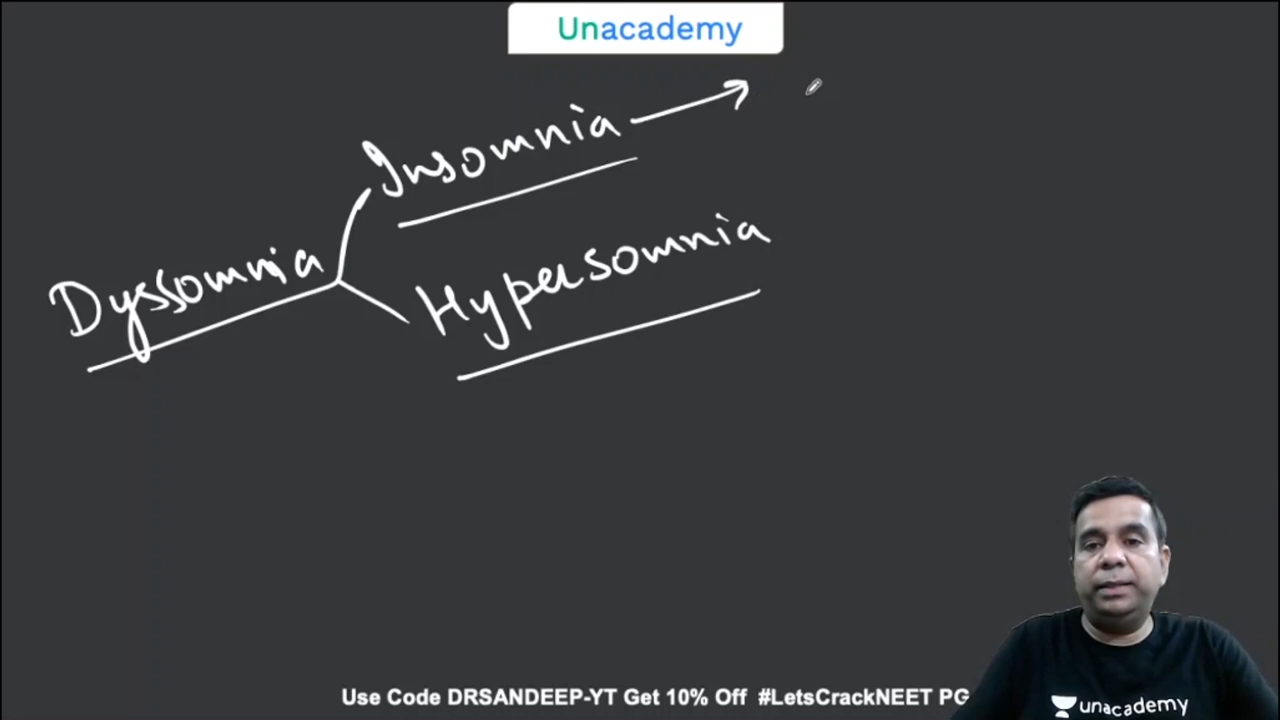 Unacademy
Insomnia
Dyssomnia
Hypersomnia
Use Code DRSANDEEP-YT Get 10% Off #LetsCrackNEET PG
unacademy